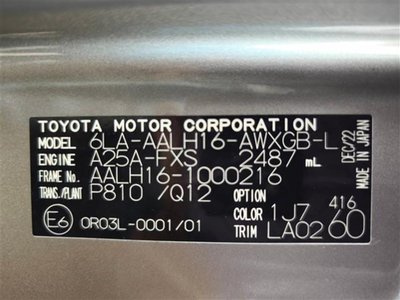 TOYOTA MOTOR CORPORATION
MODEL 6LA-AALH16-AWXGB-L
ENGINE A25A-FXS 2487 mL
FRAME No. AALH16-1000216
TRANS./PLANT P810 /Q12 OPTION 416
COLOR 1J7
TRIM LA02 60
E6 0R03L-0001/01
DEC/22
MADE IN JAPAN